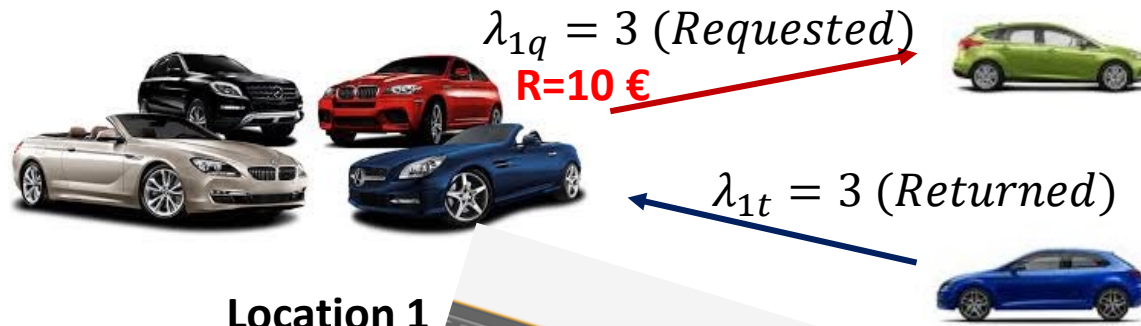 λ₁q = 3 (Requested)
R=10 €
λ₁t = 3 (Returned)
Location 1